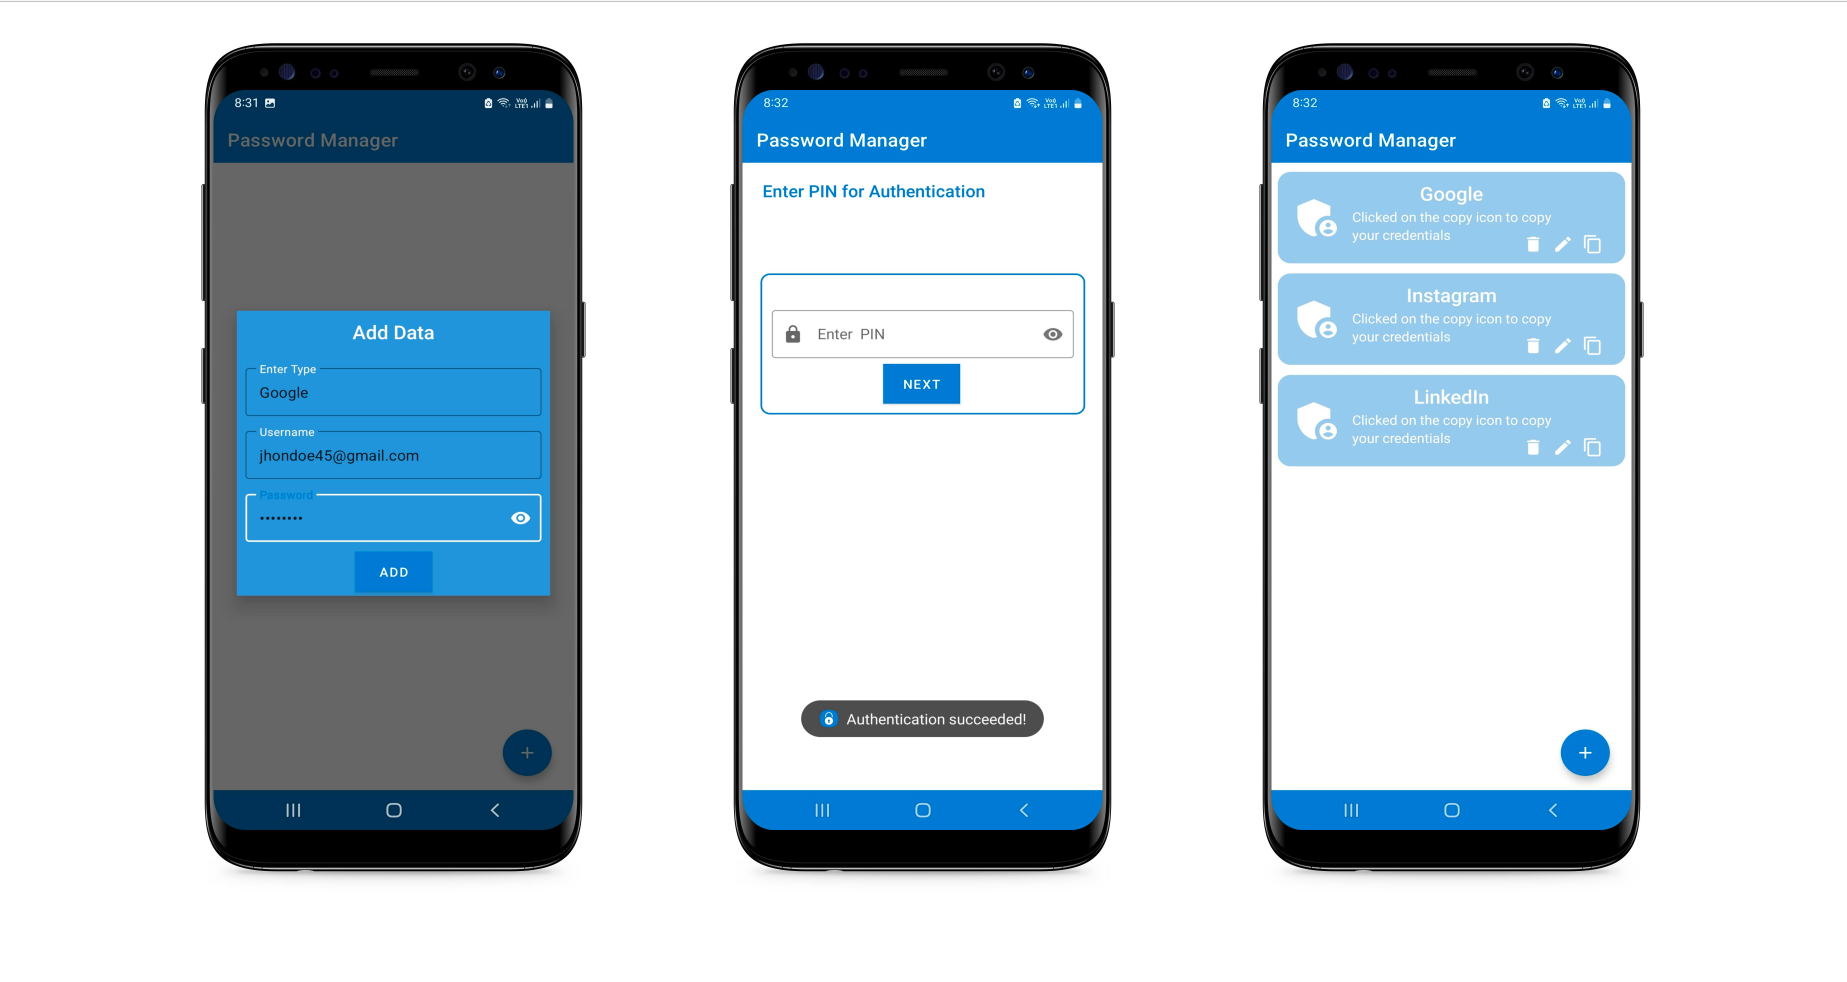 8:31
Password Manager
Add Data
Enter Type
Google
Username
jhondoe45@gmail.com
Password
••••••••
ADD
+
8:32
Password Manager
Enter PIN for Authentication
Enter PIN
NEXT
Authentication succeeded!
8:32
Password Manager
Google
Clicked on the copy icon to copy
your credentials
Instagram
Clicked on the copy icon to copy
your credentials
LinkedIn
Clicked on the copy icon to copy
your credentials
+